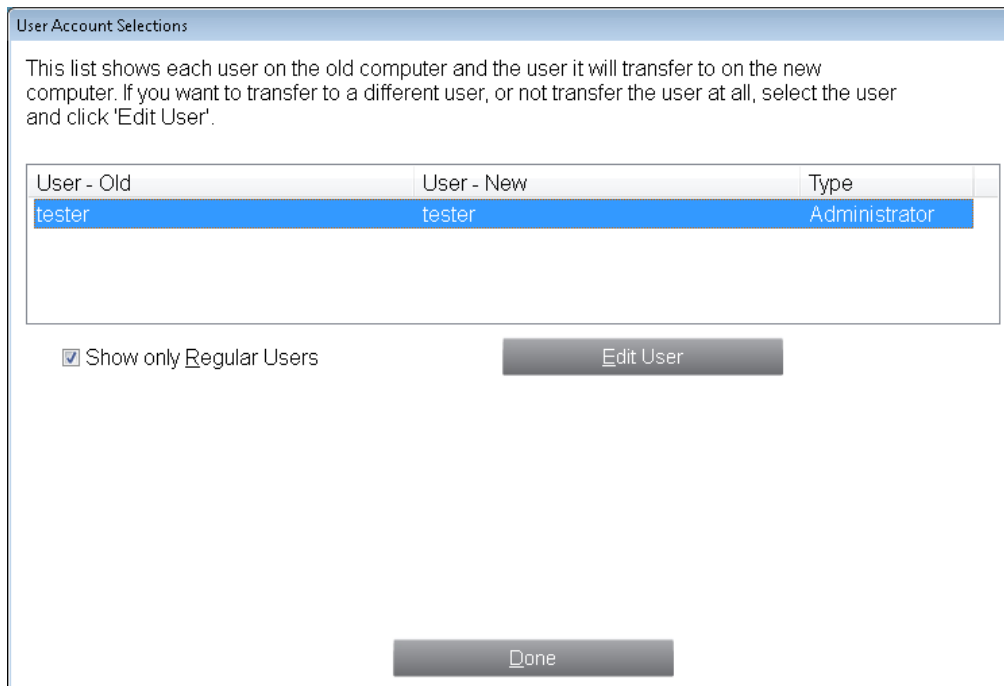 User Account Selections
This list shows each user on the old computer and the user it will transfer to on the new
computer. If you want to transfer to a different user, or not transfer the user at all, select the user
and click 'Edit User'.
User - Old User - New Type
tester tester Administrator
Show only Regular Users Edit User
Done